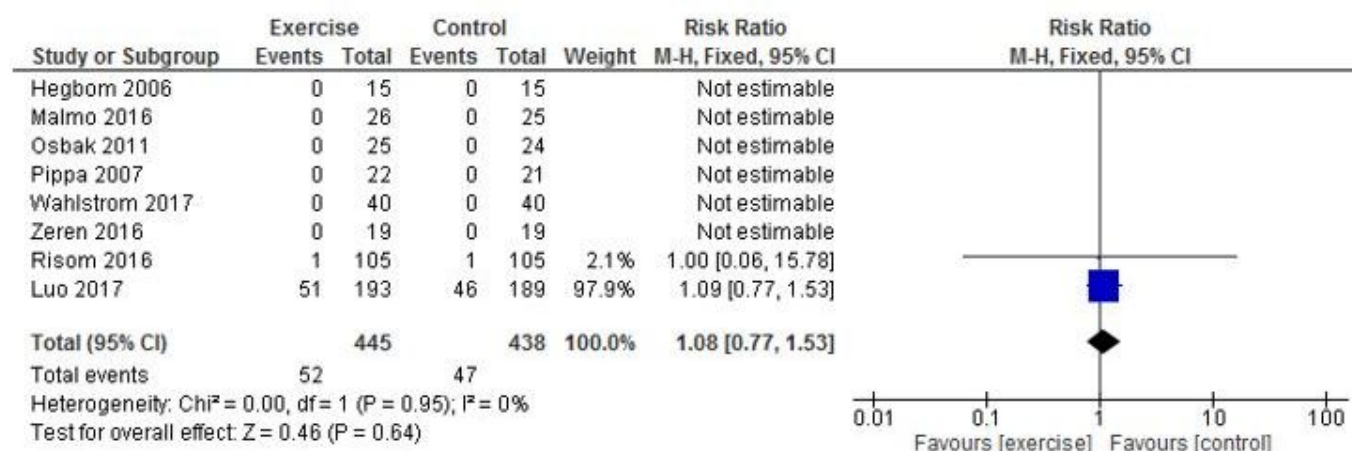 Exercise Control Risk Ratio Risk Ratio
Study or Subgroup Events Total Events Total Weight M-H, Fixed, 95% CI M-H, Fixed, 95% CI
Hegbom 2006 0 15 0 15 Not estimable
Malmo 2016 0 26 0 25 Not estimable
Osbak 2011 0 25 0 24 Not estimable
Pippa 2007 0 22 0 21 Not estimable
Wahlstrom 2017 0 40 0 40 Not estimable
Zeren 2016 0 19 0 19 Not estimable
Risom 2016 1 105 1 105 2.1% 1.00 [0.06, 15.78]
Luo 2017 51 193 46 189 97.9% 1.09 [0.77, 1.53]
Total (95% CI) 445 438 100.0% 1.08 [0.77, 1.53]
Total events 52 47
Heterogeneity: Chi² = 0.00, df = 1 (P = 0.95); I² = 0%
Test for overall effect: Z = 0.46 (P = 0.64)
0.01 0.1 1 10 100
Favours [exercise] Favours [control]